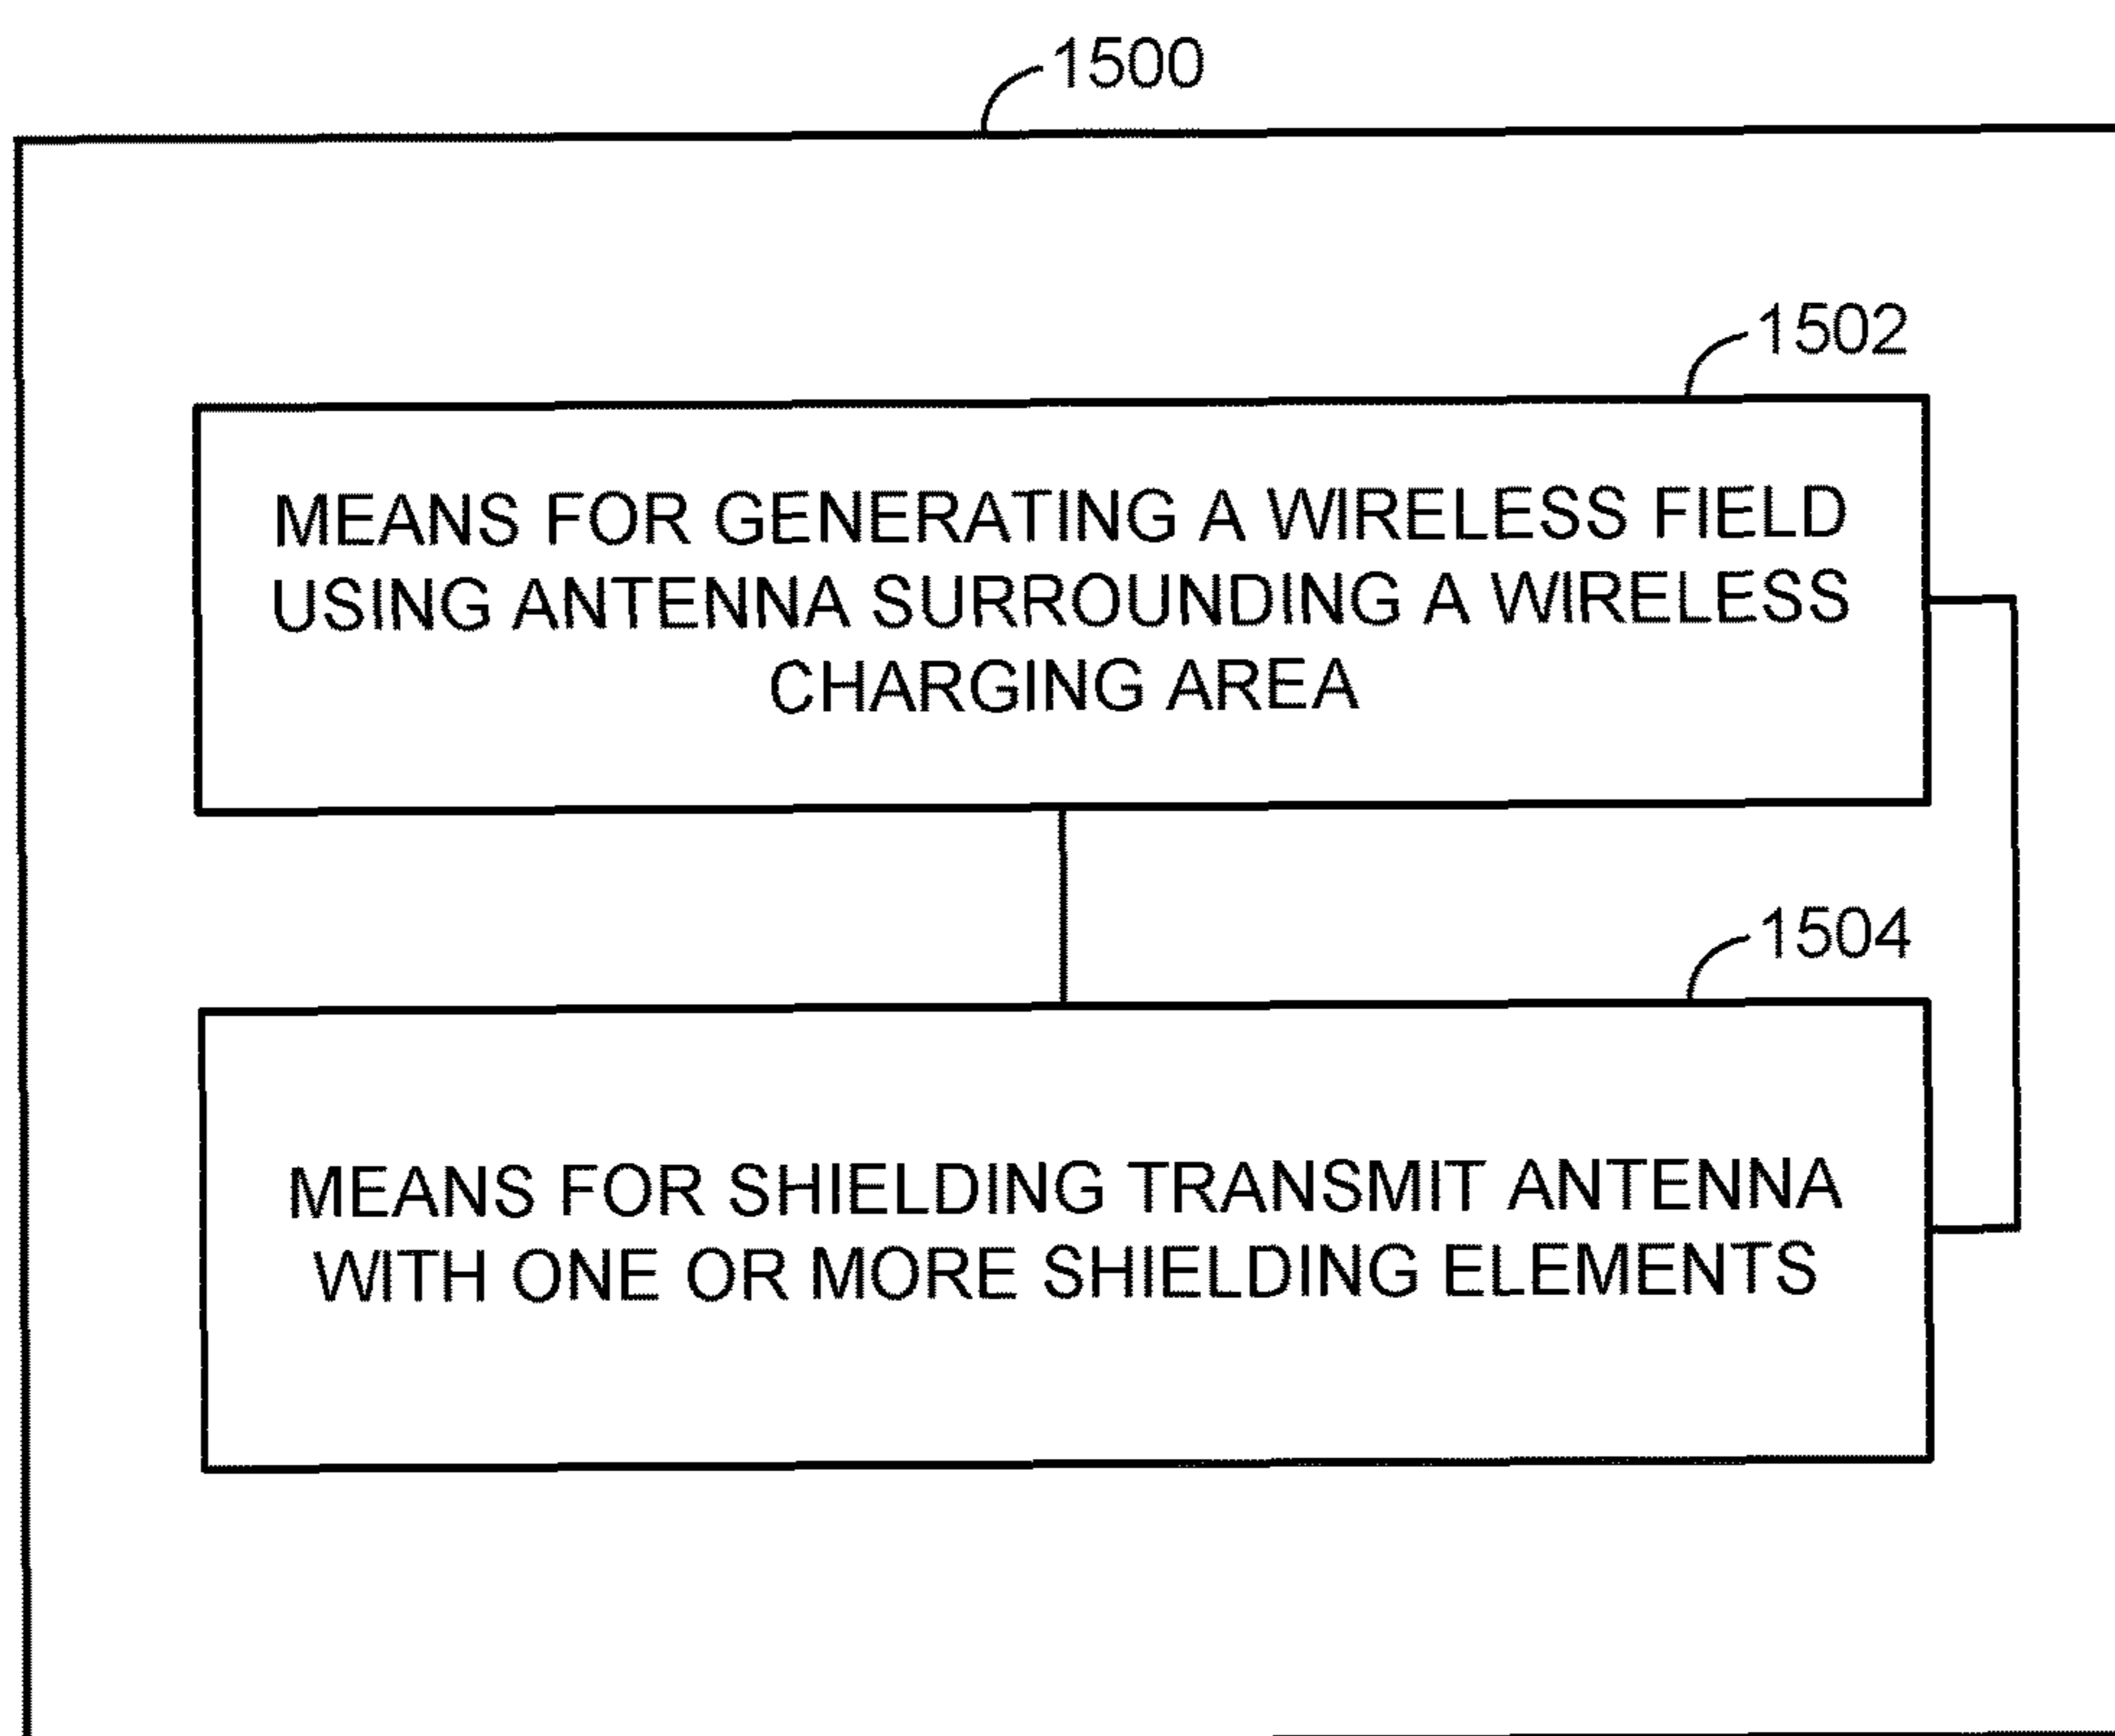 1500
1502
MEANS FOR GENERATING A WIRELESS FIELD
USING ANTENNA SURROUNDING A WIRELESS
CHARGING AREA
1504
MEANS FOR SHIELDING TRANSMIT ANTENNA
WITH ONE OR MORE SHIELDING ELEMENTS